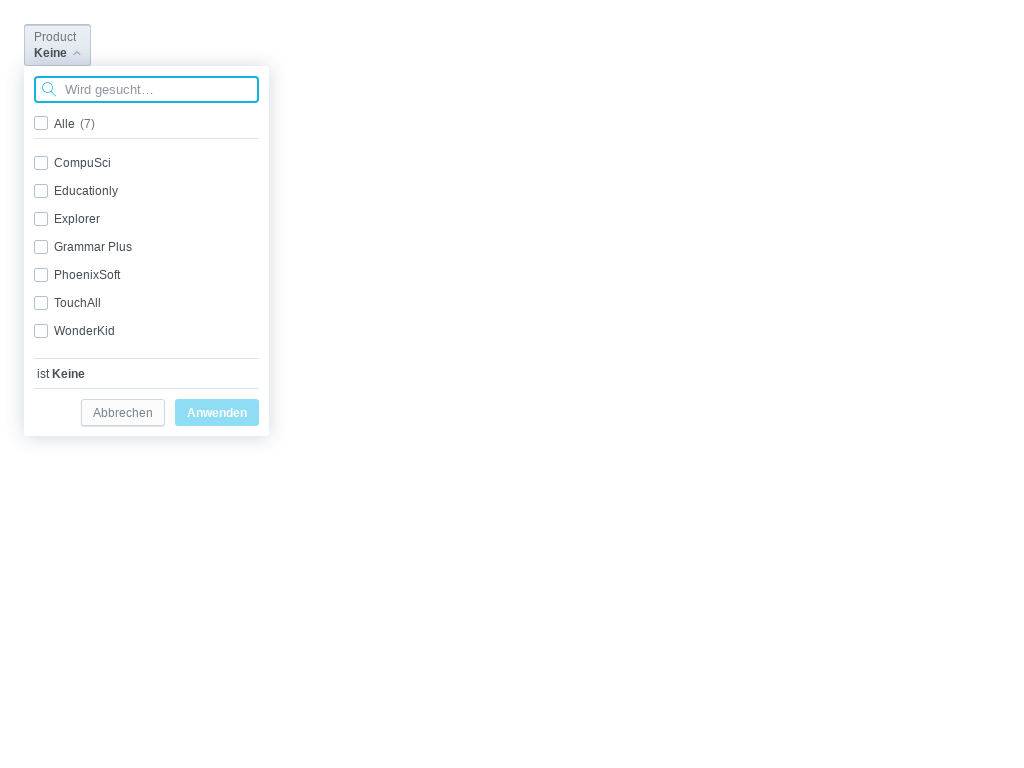 Product
Keine
Wird gesucht…
Alle (7)
CompuSci
Educationly
Explorer
Grammar Plus
PhoenixSoft
TouchAll
WonderKid
ist Keine
Abbrechen Anwenden